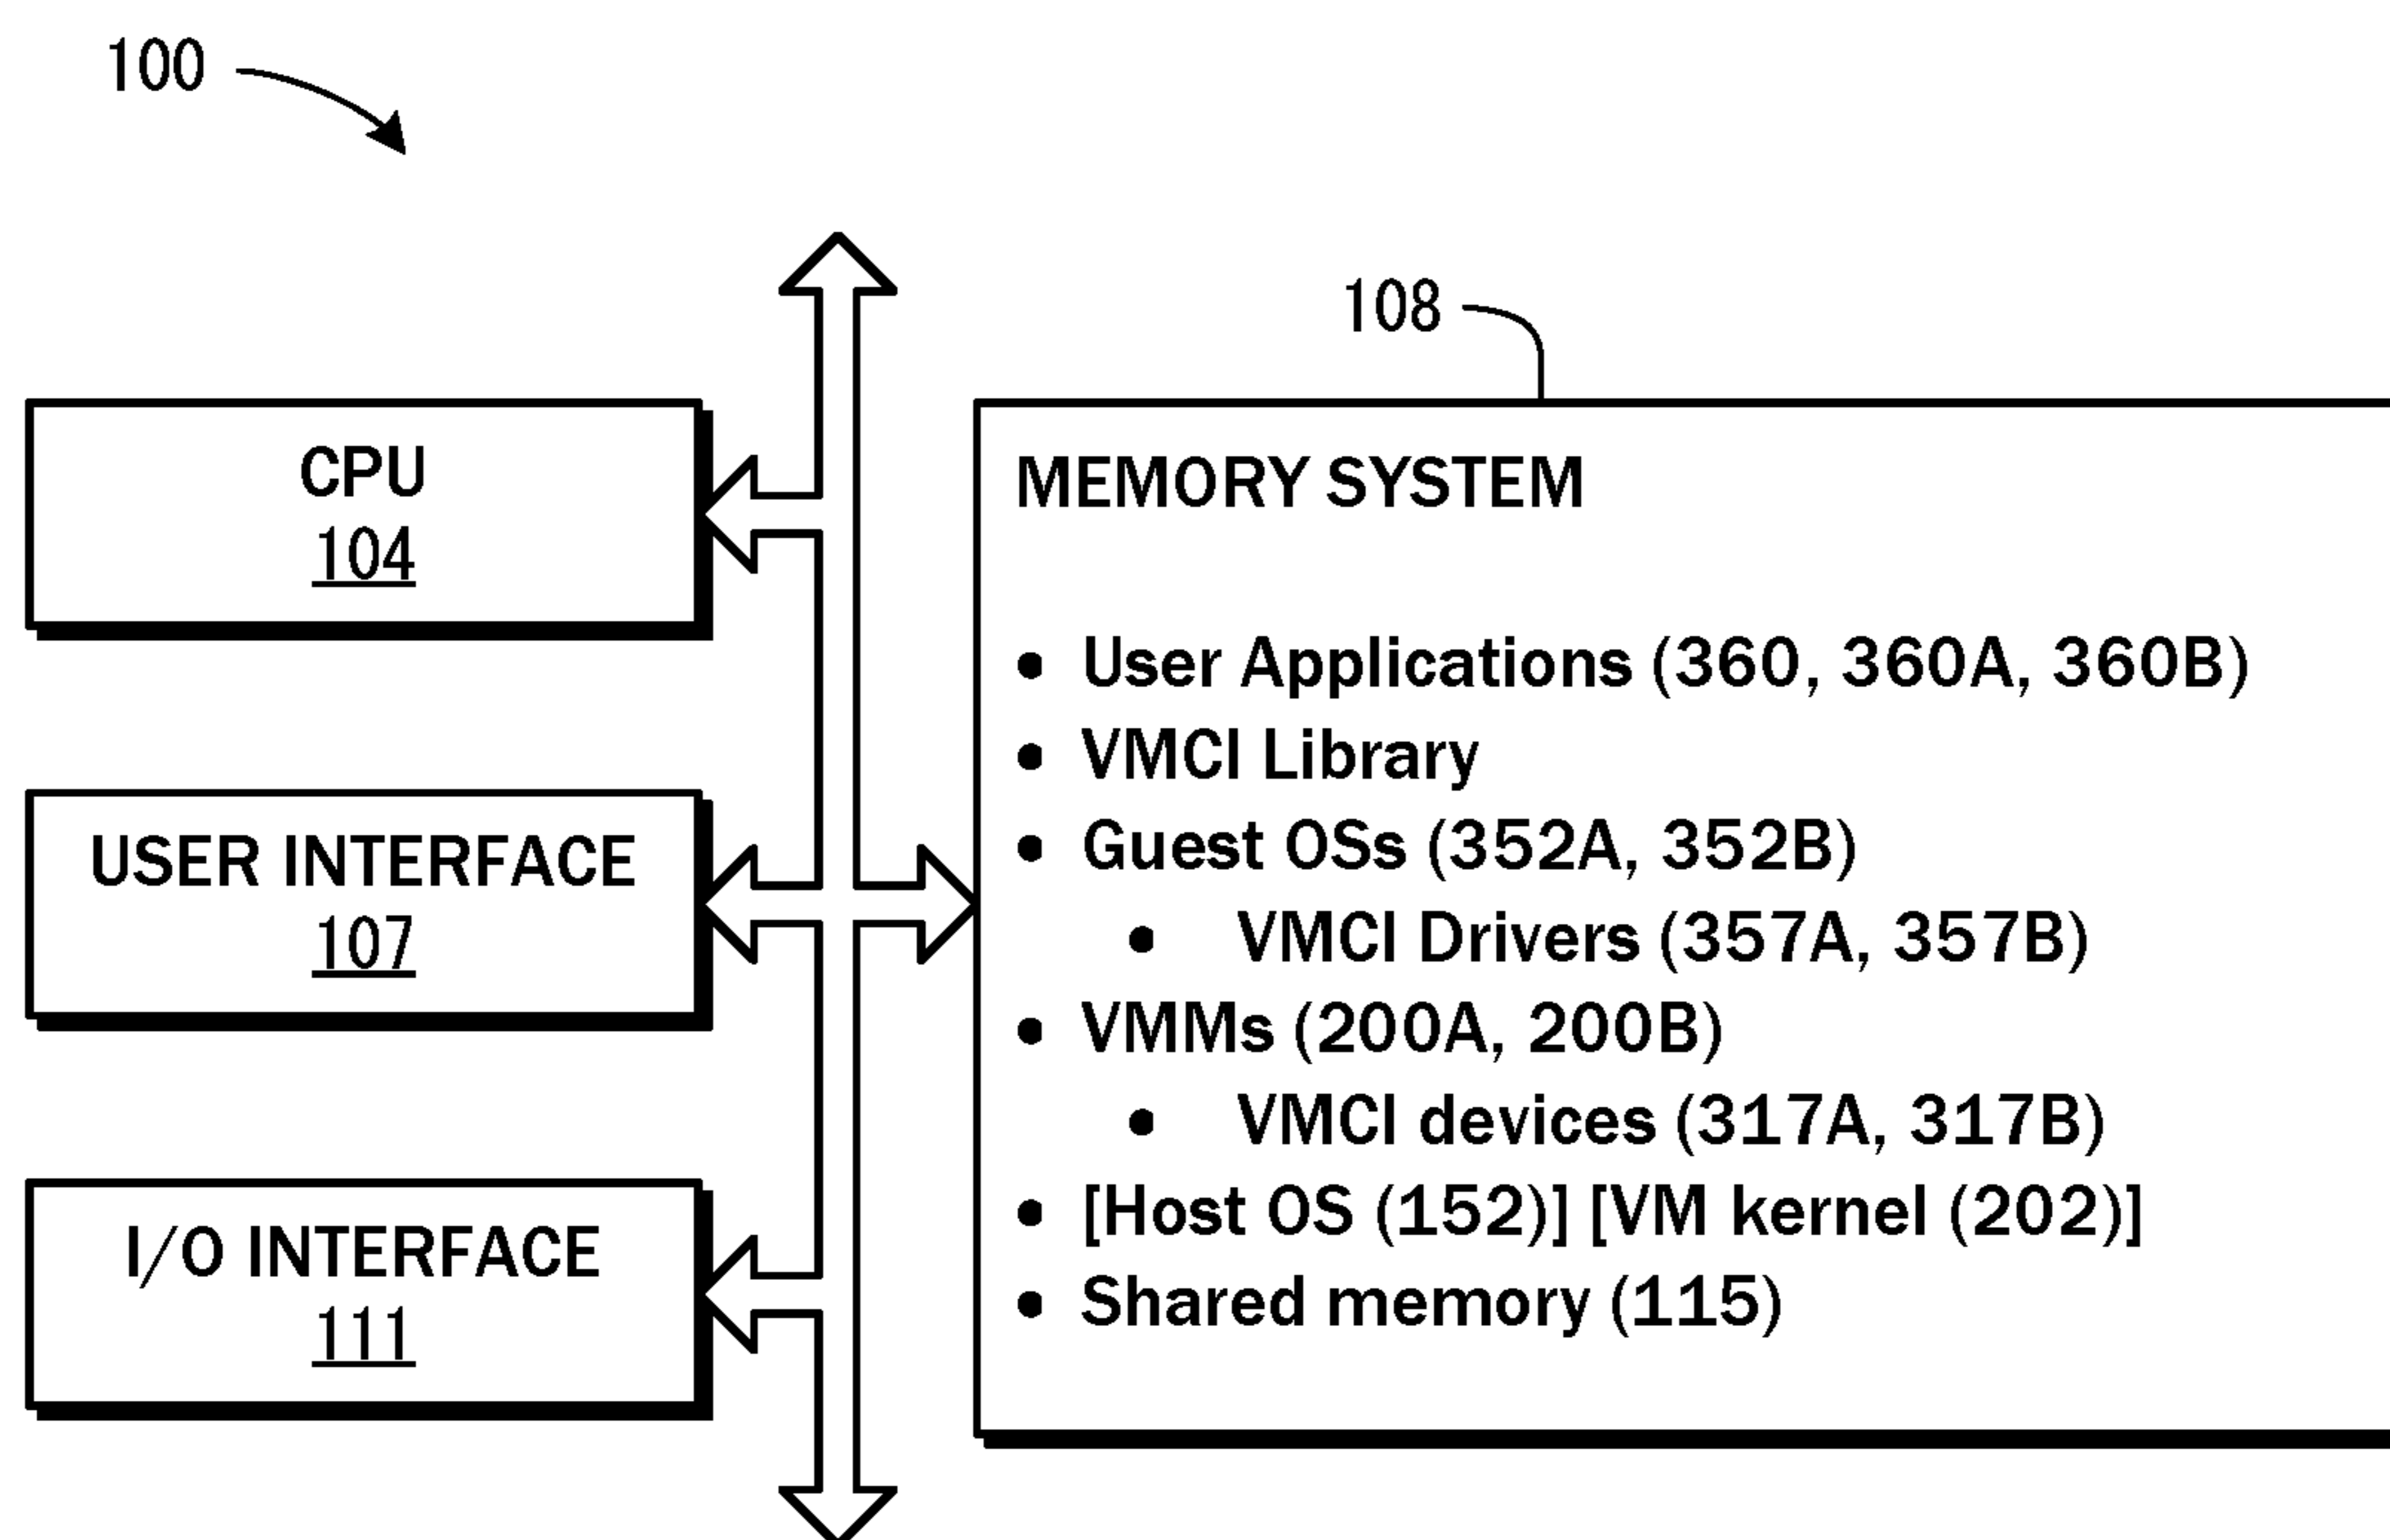 100
108
CPU
104
USER INTERFACE
107
I/O INTERFACE
111
MEMORY SYSTEM
• User Applications (360, 360A, 360B)
• VMCI Library
• Guest OSs (352A, 352B)
• VMCI Drivers (357A, 357B)
• VMMs (200A, 200B)
• VMCI devices (317A, 317B)
• [Host OS (152)] [VM kernel (202)]
• Shared memory (115)